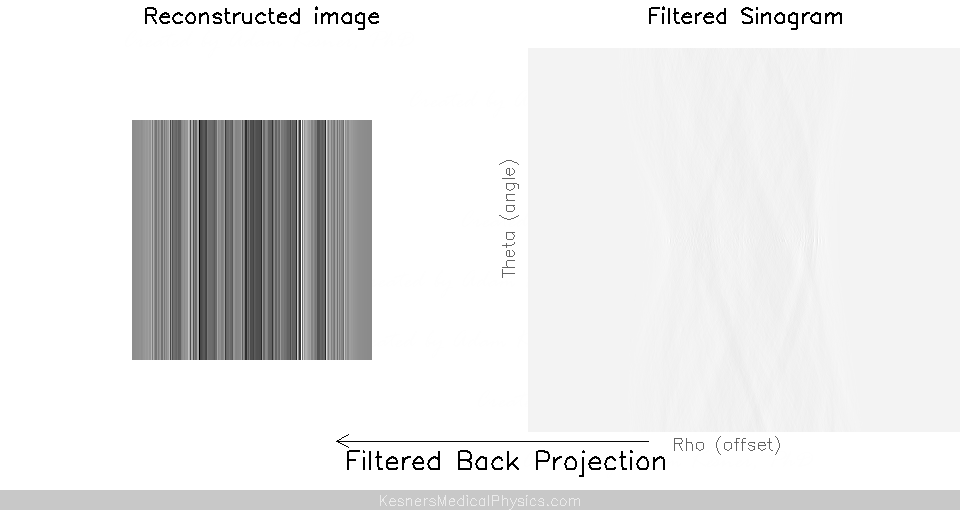 Reconstructed image
Filtered Sinogram
Theta (angle)
Rho (offset)
Filtered Back Projection
KesnersMedicalPhysics.com